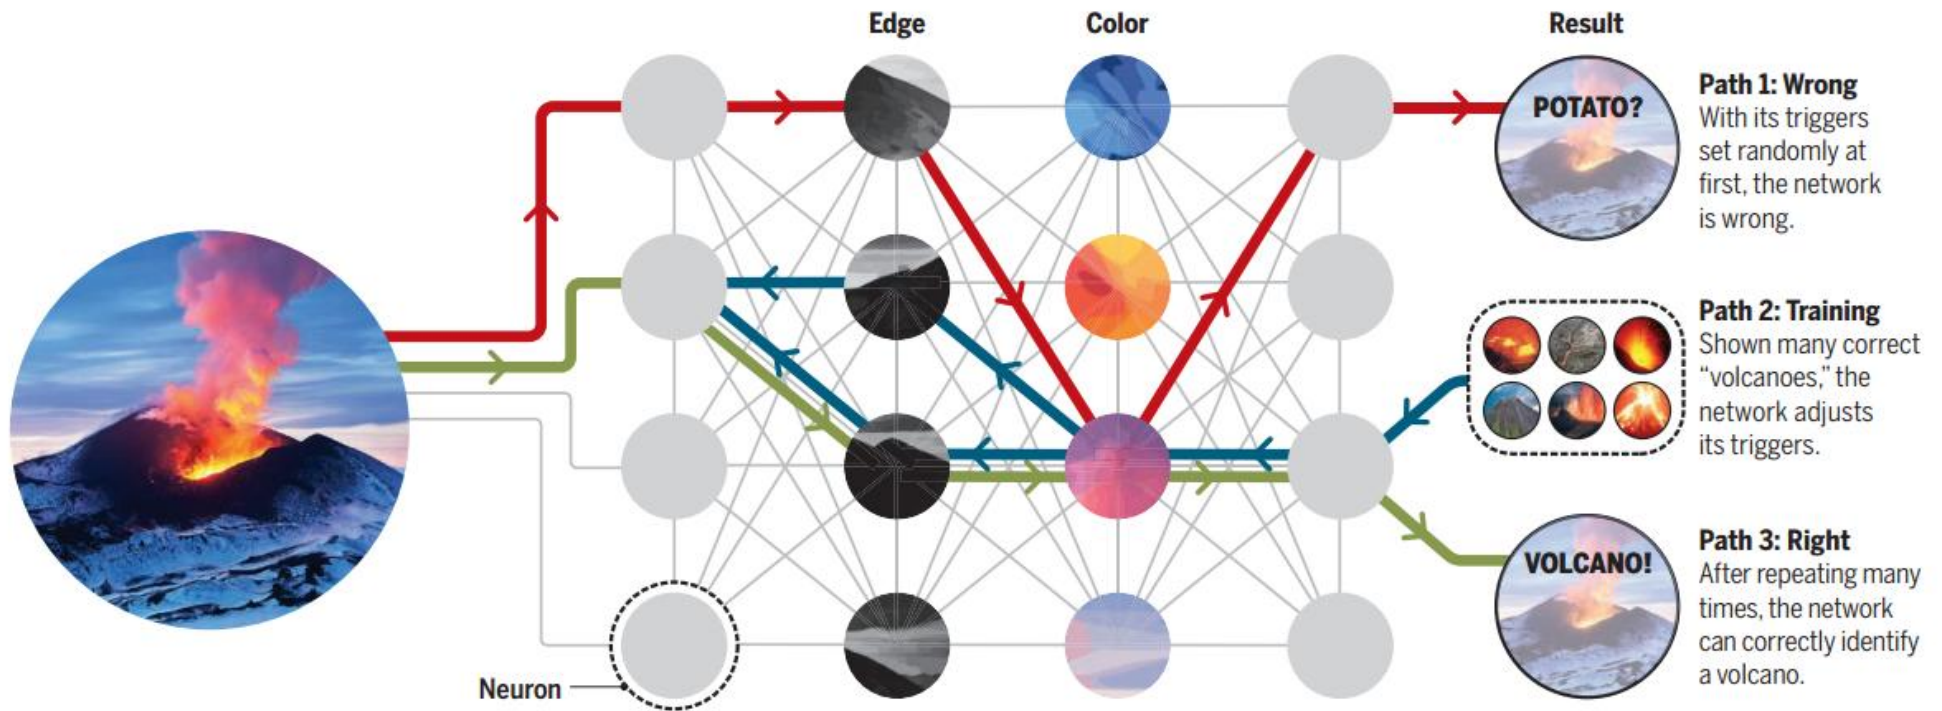 Edge
Color
Result
POTATO?
Path 1: Wrong
With its triggers
set randomly at
first, the network
is wrong.
Path 2: Training
Shown many correct
“volcanoes,” the
network adjusts
its triggers.
VOLCANO!
Path 3: Right
After repeating many
times, the network
can correctly identify
a volcano.
Neuron